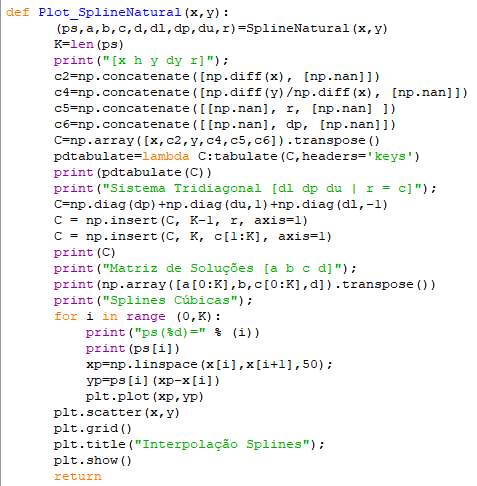 def Plot_SplineNatural(x,y):
(ps,a,b,c,d,dl,dp,du,r)=SplineNatural(x,y)
K=len(ps)
print("[x h y dy r]");
c2=np.concatenate([np.diff(x), [np.nan]])
c4=np.concatenate([np.diff(y)/np.diff(x), [np.nan]])
c5=np.concatenate([[np.nan], r, [np.nan] ])
c6=np.concatenate([[np.nan], dp, [np.nan]])
C=np.array([x,c2,y,c4,c5,c6]).transpose()
pdtabulate=lambda C:tabulate(C,headers='keys')
print(pdtabulate(C))
print("Sistema Tridiagonal [dl dp du | r = c]");
C=np.diag(dp)+np.diag(du,1)+np.diag(dl,-1)
C = np.insert(C, K-1, r, axis=1)
C = np.insert(C, K, c[1:K], axis=1)
print(C)
print("Matriz de Soluções [a b c d]");
print(np.array([a[0:K],b,c[0:K],d]).transpose())
print("Splines Cúbicas");
for i in range (0,K):
print("ps(%d)=" % (i))
print(ps[i])
xp=np.linspace(x[i],x[i+1],50);
yp=ps[i](xp-x[i])
plt.plot(xp,yp)
plt.scatter(x,y)
plt.grid()
plt.title("Interpolação Splines");
plt.show()
return